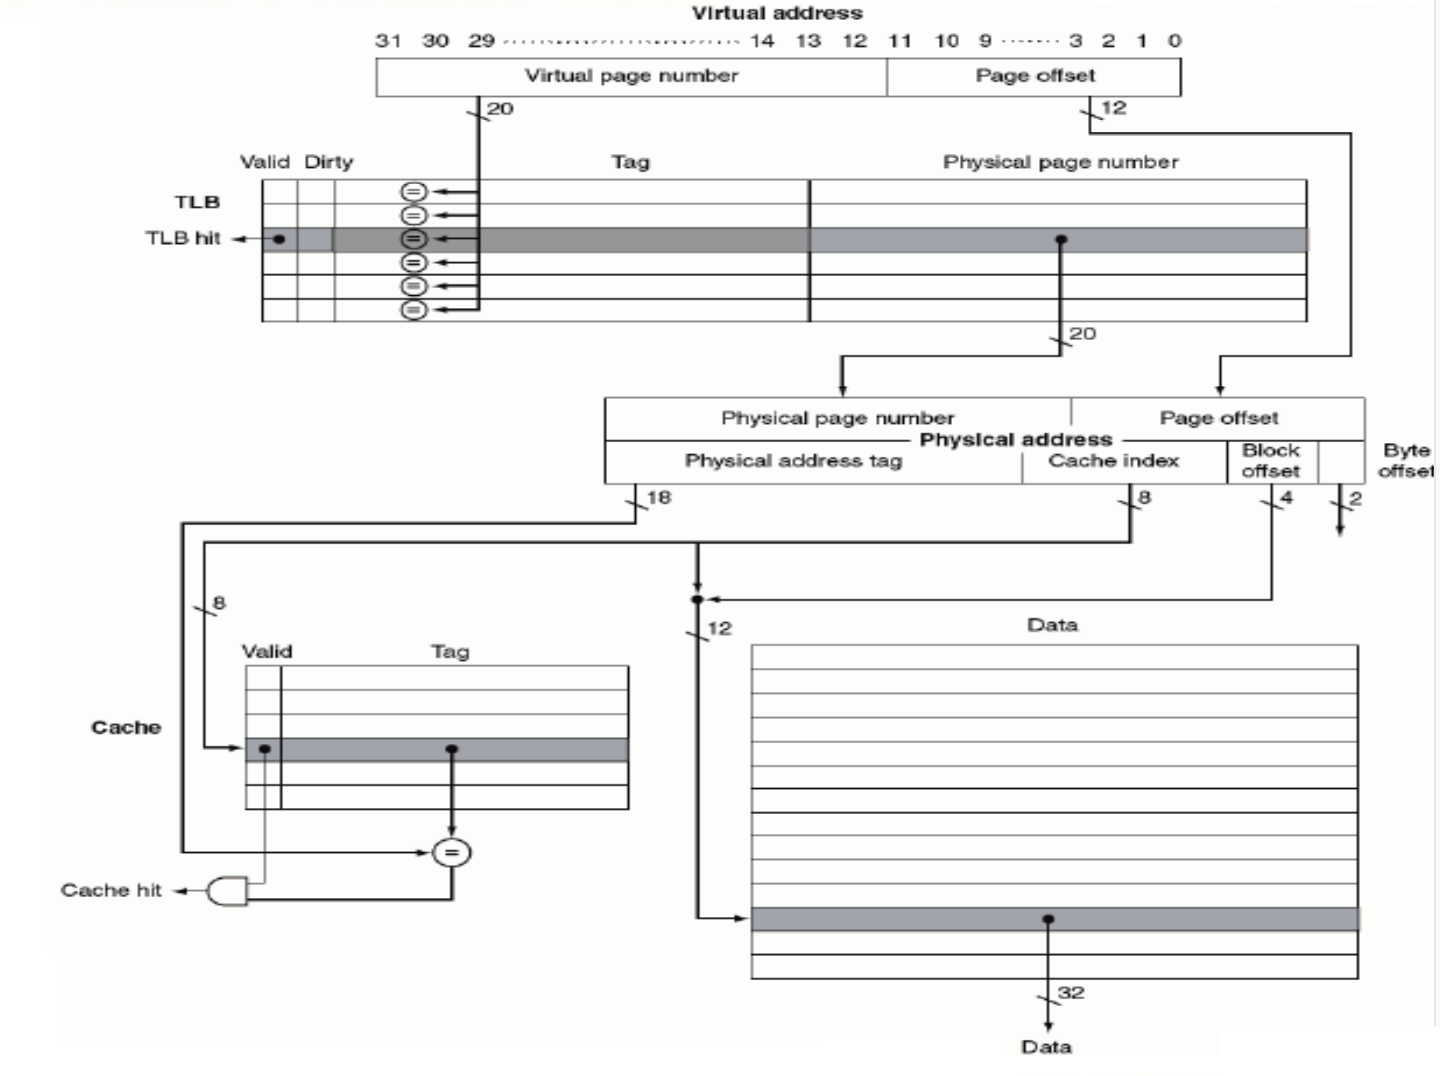 Virtual address
31 30 29 ........................ 14 13 12 11 10 9 ...... 3 2 1 0
Virtual page number Page offset
20 12
Valid Dirty Tag Physical page number
TLB
TLB hit
=
=
=
=
=
=
20
Physical page number Page offset
Physical address
Physical address tag Cache index Block offset Byte offset
18 8 4 2
8
12
Data
Valid Tag
Cache
=
Cache hit
32
Data